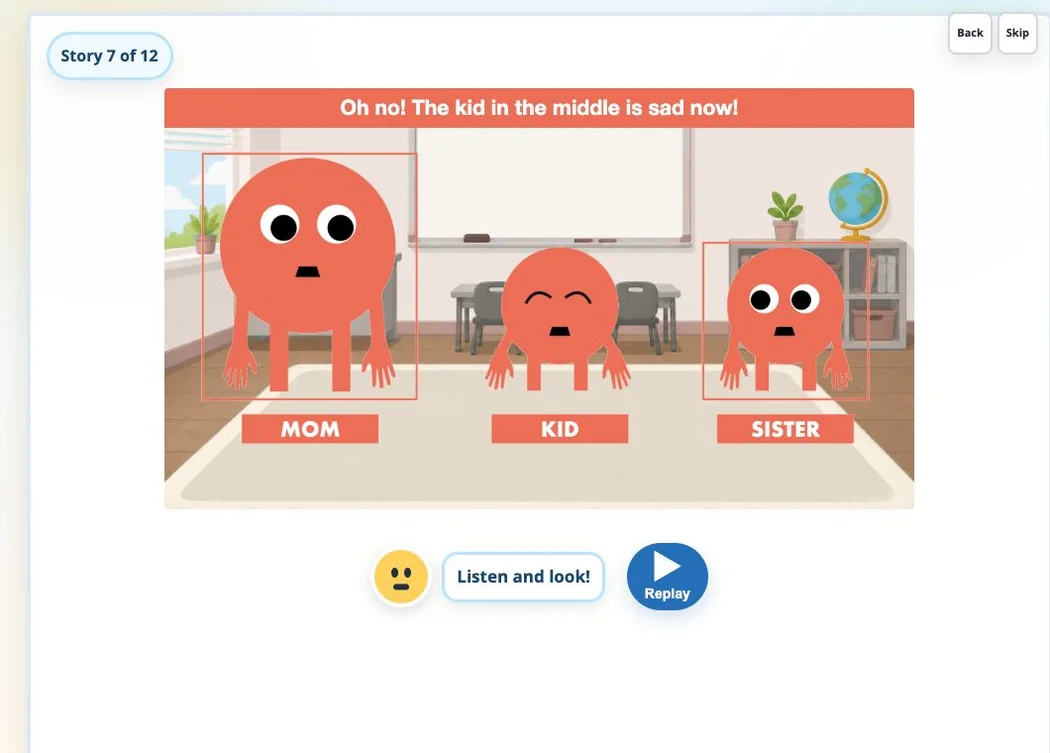 Back
Skip
Story 7 of 12
Oh no! The kid in the middle is sad now!
MOM
KID
SISTER
Listen and look!
Replay